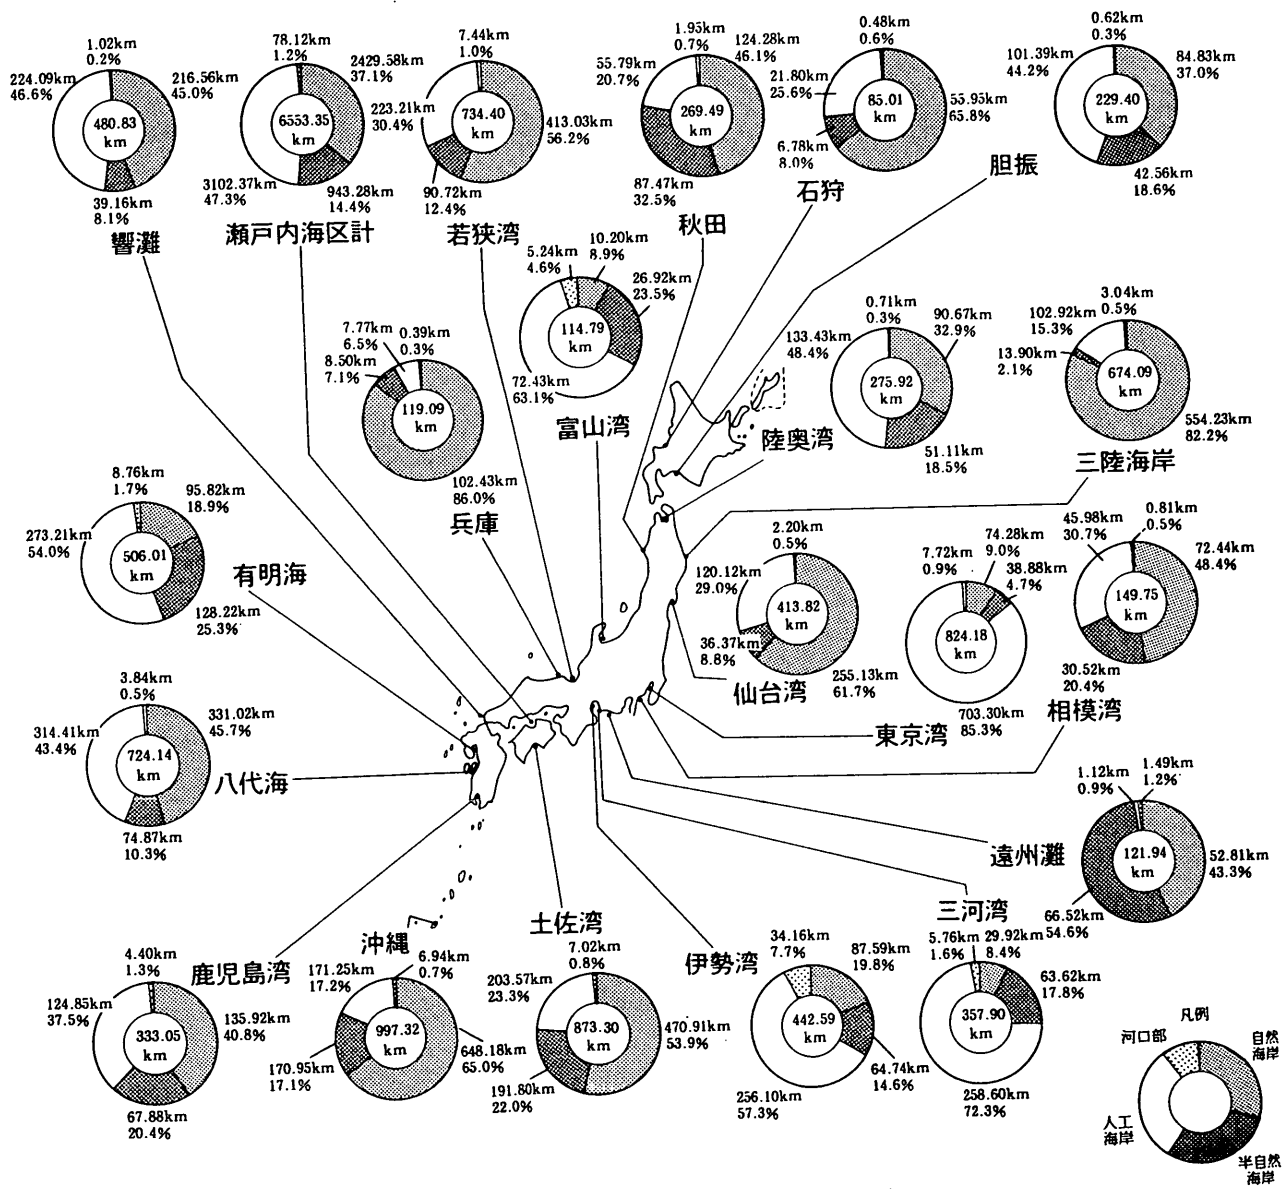 1.02km
0.2%
224.09km
46.6%
216.56km
45.0%
480.83
km
39.16km
8.1%
響灘
78.12km
1.2%
2429.58km
37.1%
6553.35
km
3102.37km
47.3%
943.28km
14.4%
瀬戸内海区計
7.44km
1.0%
223.21km
30.4%
734.40
km
413.03km
56.2%
90.72km
12.4%
若狭湾
1.95km
0.7%
124.28km
46.1%
55.79km
20.7%
269.49
km
87.47km
32.5%
秋田
0.48km
0.6%
21.80km
25.6%
85.01
km
55.95km
65.8%
6.78km
8.0%
石狩
0.62km
0.3%
101.39km
44.2%
84.83km
37.0%
229.40
km
42.56km
18.6%
胆振
5.24km
4.6%
10.20km
8.9%
26.92km
23.5%
114.79
km
72.43km
63.1%
富山湾
7.77km
6.5%
0.39km
0.3%
8.50km
7.1%
119.09
km
102.43km
86.0%
兵庫
0.71km
0.3%
133.43km
48.4%
90.67km
32.9%
275.92
km
51.11km
18.5%
陸奥湾
3.04km
0.5%
102.92km
15.3%
13.90km
2.1%
674.09
km
554.23km
82.2%
三陸海岸
8.76km
1.7%
95.82km
18.9%
273.21km
54.0%
506.01
km
128.22km
25.3%
有明海
2.20km
0.5%
120.12km
29.0%
413.82
km
36.37km
8.8%
255.13km
61.7%
仙台湾
74.28km
9.0%
7.72km
0.9%
38.88km
4.7%
824.18
km
703.30km
85.3%
東京湾
0.81km
0.5%
45.98km
30.7%
72.44km
48.4%
149.75
km
30.52km
20.4%
相模湾
3.84km
0.5%
314.41km
43.4%
331.02km
45.7%
724.14
km
74.87km
10.3%
八代海
1.12km
0.9%
1.49km
1.2%
121.94
km
52.81km
43.3%
66.52km
54.6%
遠州灘
4.40km
1.3%
124.85km
37.5%
135.92km
40.8%
333.05
km
67.88km
20.4%
鹿児島湾
沖縄
6.94km
0.7%
171.25km
17.2%
997.32
km
648.18km
65.0%
170.95km
17.1%
土佐湾
7.02km
0.8%
203.57km
23.3%
873.30
km
470.91km
53.9%
191.80km
22.0%
伊勢湾
34.16km
7.7%
87.59km
19.8%
442.59
km
64.74km
14.6%
256.10km
57.3%
三河湾
5.76km
1.6%
29.92km
8.4%
63.62km
17.8%
357.90
km
258.60km
72.3%
凡例
河口部
自然
海岸
人工
海岸
半自然
海岸